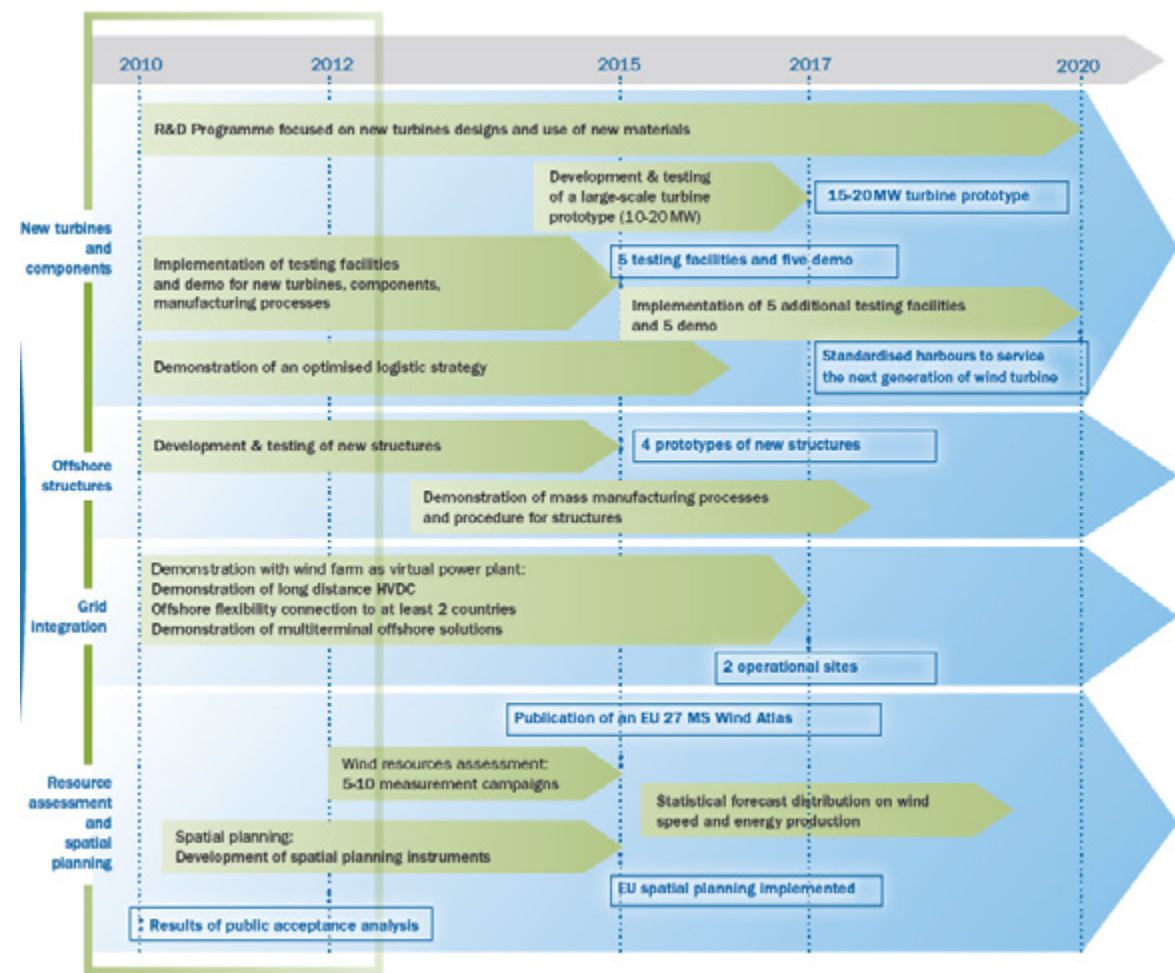 2010 2012 2015 2017 2020
New turbines
and
components
R&D Programme focused on new turbines designs and use of new materials
Development & testing
of a large-scale turbine
prototype (10-20 MW)
15-20 MW turbine prototype
Implementation of testing facilities
and demo for new turbines, components,
manufacturing processes
5 testing facilities and five demo
Implementation of 5 additional testing facilities
and 5 demo
Demonstration of an optimised logistic strategy
Standardised harbours to service
the next generation of wind turbine
Offshore
structures
Development & testing of new structures
4 prototypes of new structures
Demonstration of mass manufacturing processes
and procedure for structures
Grid
integration
Demonstration with wind farm as virtual power plant:
Demonstration of long distance HVDC
Offshore flexibility connection to at least 2 countries
Demonstration of multiterminal offshore solutions
2 operational sites
Resource
assessment
and
spatial
planning
Publication of an EU 27 MS Wind Atlas
Wind resources assessment:
5-10 measurement campaigns
Statistical forecast distribution on wind
speed and energy production
Spatial planning:
Development of spatial planning instruments
EU spatial planning implemented
Results of public acceptance analysis